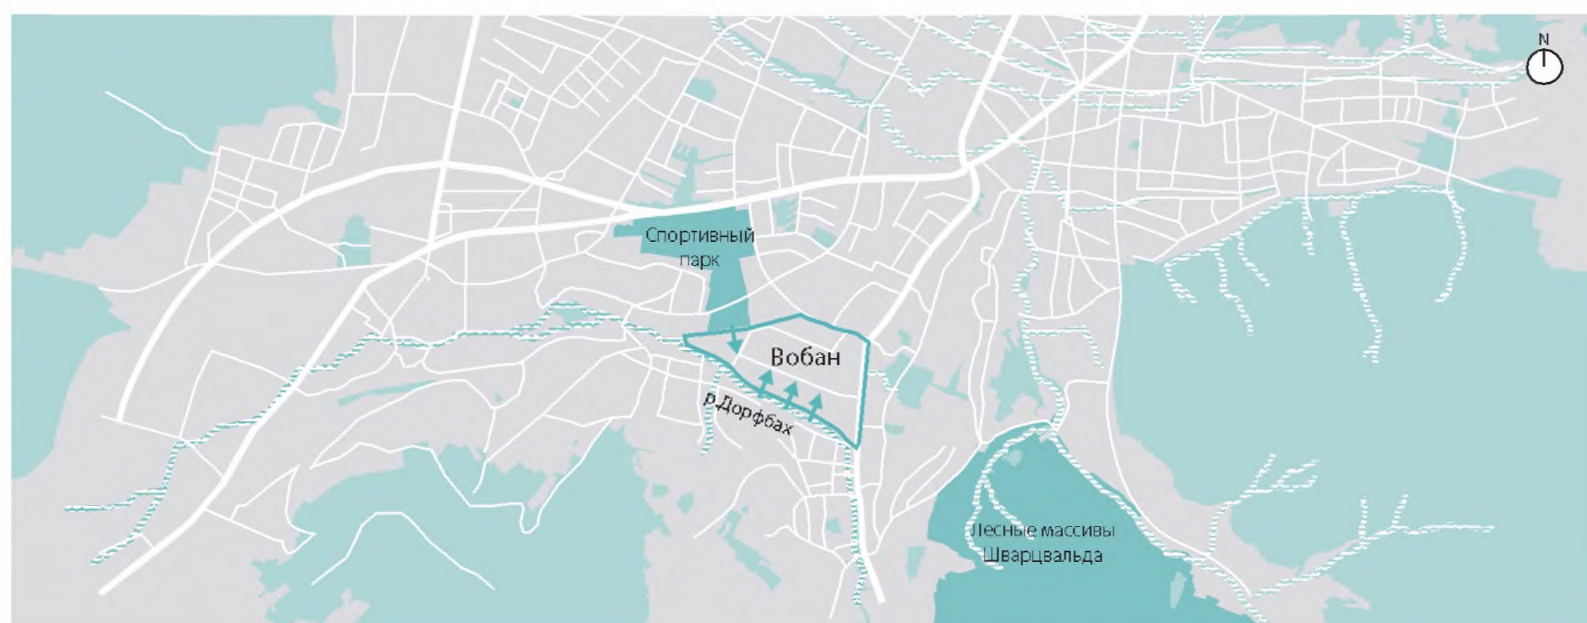 N
Спортивный
парк
Вобан
р.Дорфбах
Лесные массивы
Шварцвальда